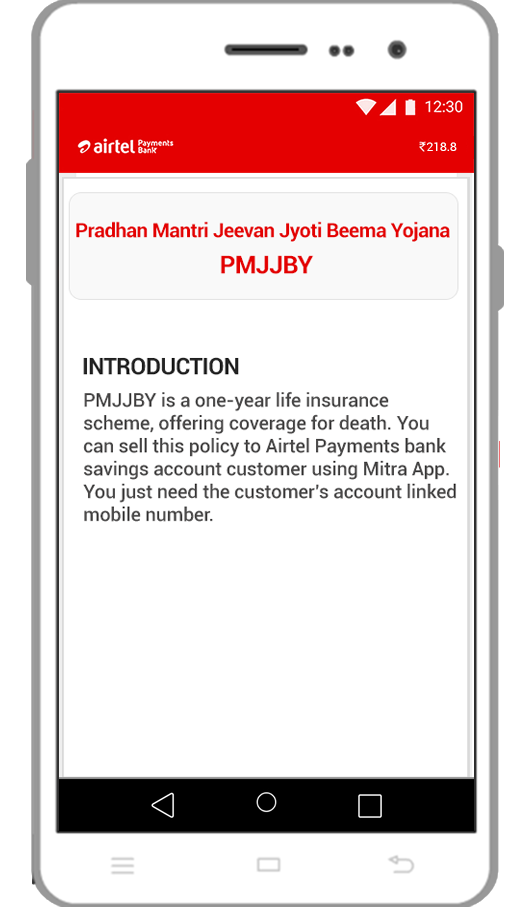 12:30
airtel Payments Bank
₹218.8
Pradhan Mantri Jeevan Jyoti Beema Yojana
PMJJBY
INTRODUCTION
PMJJBY is a one-year life insurance
scheme, offering coverage for death. You
can sell this policy to Airtel Payments bank
savings account customer using Mitra App.
You just need the customer's account linked
mobile number.